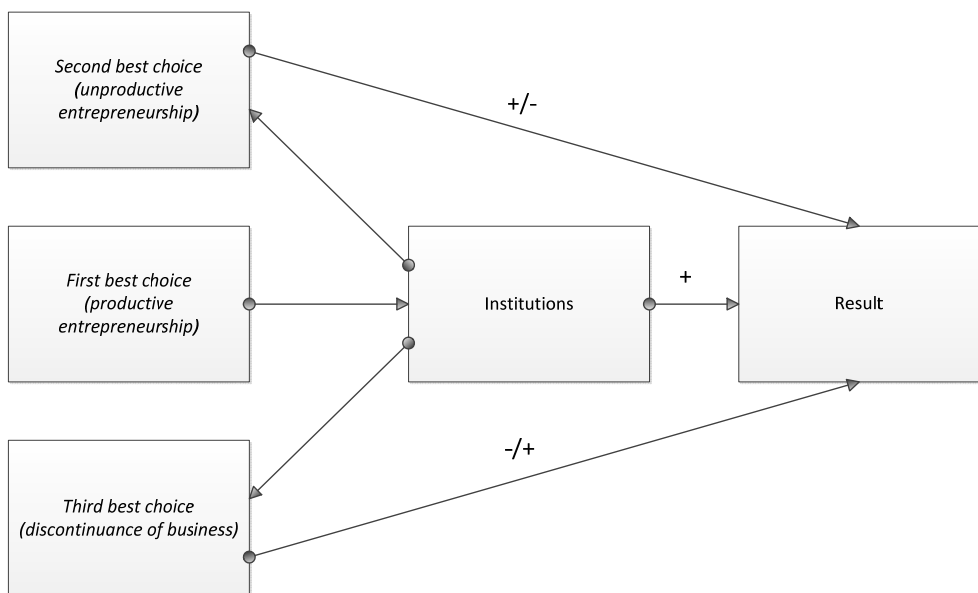 Second best choice
(unproductive
entrepreneurship)
+/-
First best choice
(productive
entrepreneurship)
Institutions
+
Result
-/+
Third best choice
(discontinuance of business)